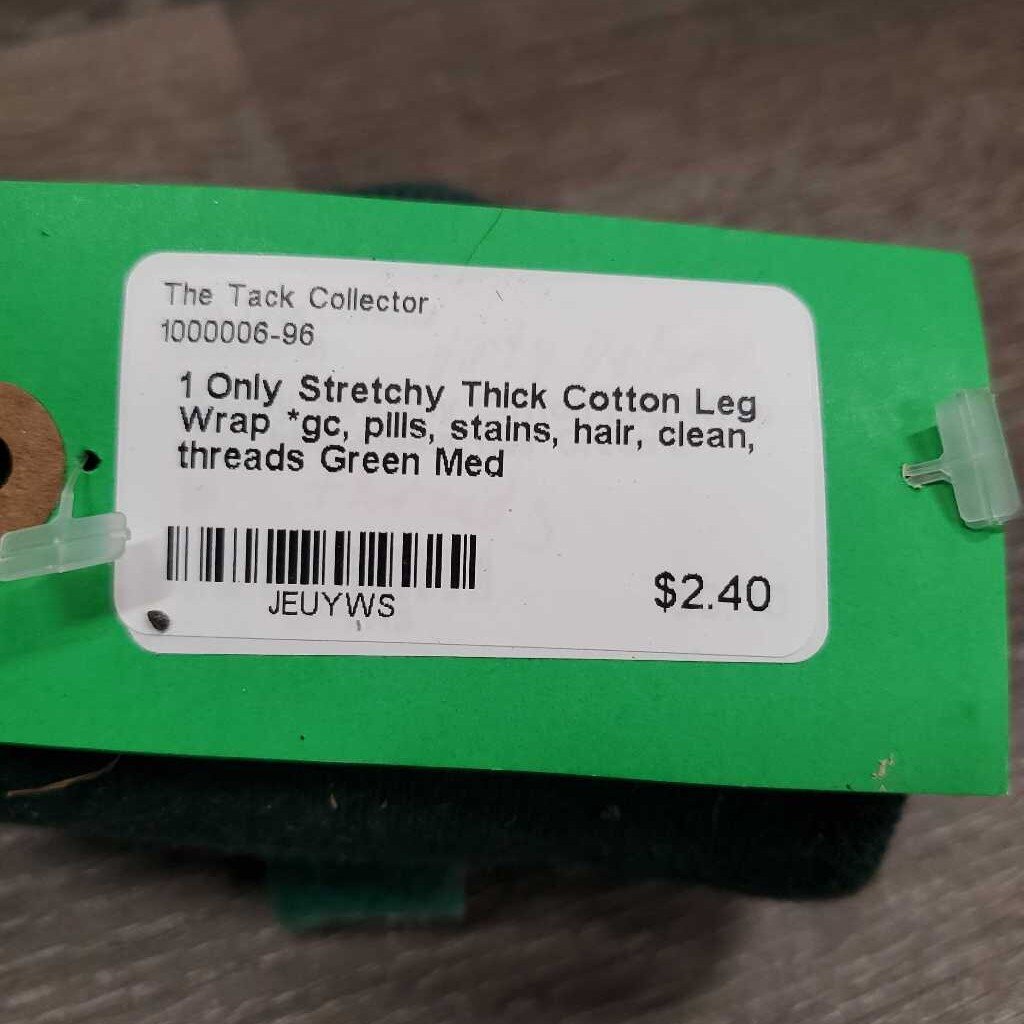 The Tack Collector
1000006-96
1 Only Stretchy Thick Cotton Leg
Wrap *gc, pills, stains, hair, clean,
threads Green Med
JEUYWS
$2.40